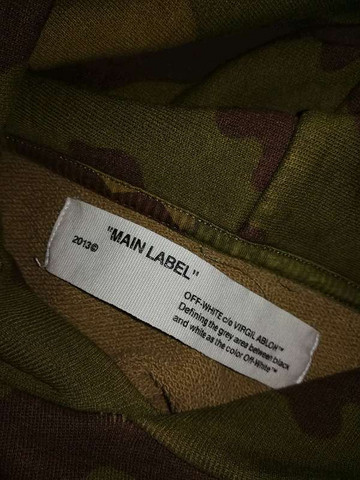 "MAIN LABEL"
2013©
OFF-WHITE c/o VIRGIL ABLOH™
Defining the grey area between black
and white as the color Off-White™